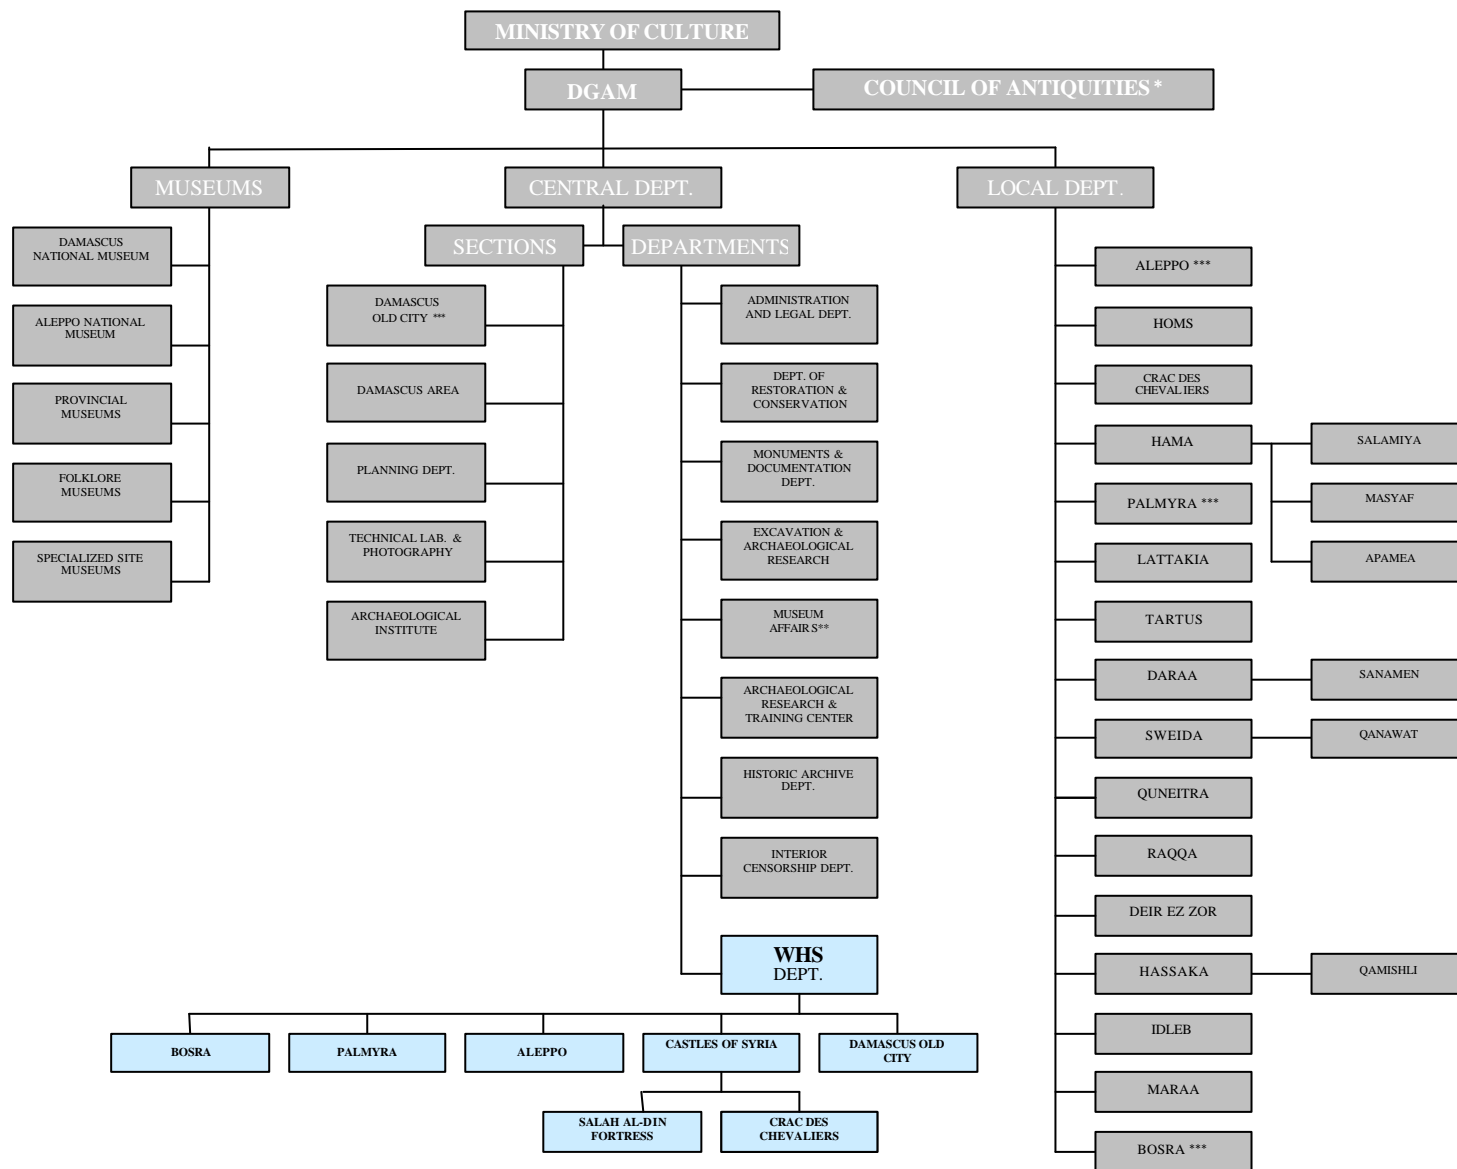 MINISTRY OF CULTURE
DGAM
COUNCIL OF ANTIQUITIES *
MUSEUMS
CENTRAL DEPT.
LOCAL DEPT.
SECTIONS
DEPARTMENTS
DAMASCUS
NATIONAL MUSEUM
ALEPPO NATIONAL
MUSEUM
PROVINCIAL
MUSEUMS
FOLKLORE
MUSEUMS
SPECIALIZED SITE
MUSEUMS
DAMASCUS
OLD CITY ***
DAMASCUS AREA
PLANNING DEPT.
TECHNICAL LAB. &
PHOTOGRAPHY
ARCHAEOLOGICAL
INSTITUTE
ADMINISTRATION
AND LEGAL DEPT.
DEPT. OF
RESTORATION &
CONSERVATION
MONUMENTS &
DOCUMENTATION
DEPT.
EXCAVATION &
ARCHAEOLOGICAL
RESEARCH
MUSEUM
AFFAIRS**
ARCHAEOLOGICAL
RESEARCH &
TRAINING CENTER
HISTORIC ARCHIVE
DEPT.
INTERIOR
CENSORSHIP DEPT.
WHS
DEPT.
BOSRA
PALMYRA
ALEPPO
CASTLES OF SYRIA
DAMASCUS OLD
CITY
SALAH AL-DIN
FORTRESS
CRAC DES
CHEVALIERS
ALEPPO ***
HOMS
CRAC DES
CHEVALIERS
HAMA
SALAMIYA
MASYAF
APAMEA
PALMYRA ***
LATTAKIA
TARTUS
DARAA
SANAMEN
SWEIDA
QANAWAT
QUNEITRA
RAQQA
DEIR EZ ZOR
HASSAKA
QAMISHLI
IDLEB
MARAA
BOSRA ***